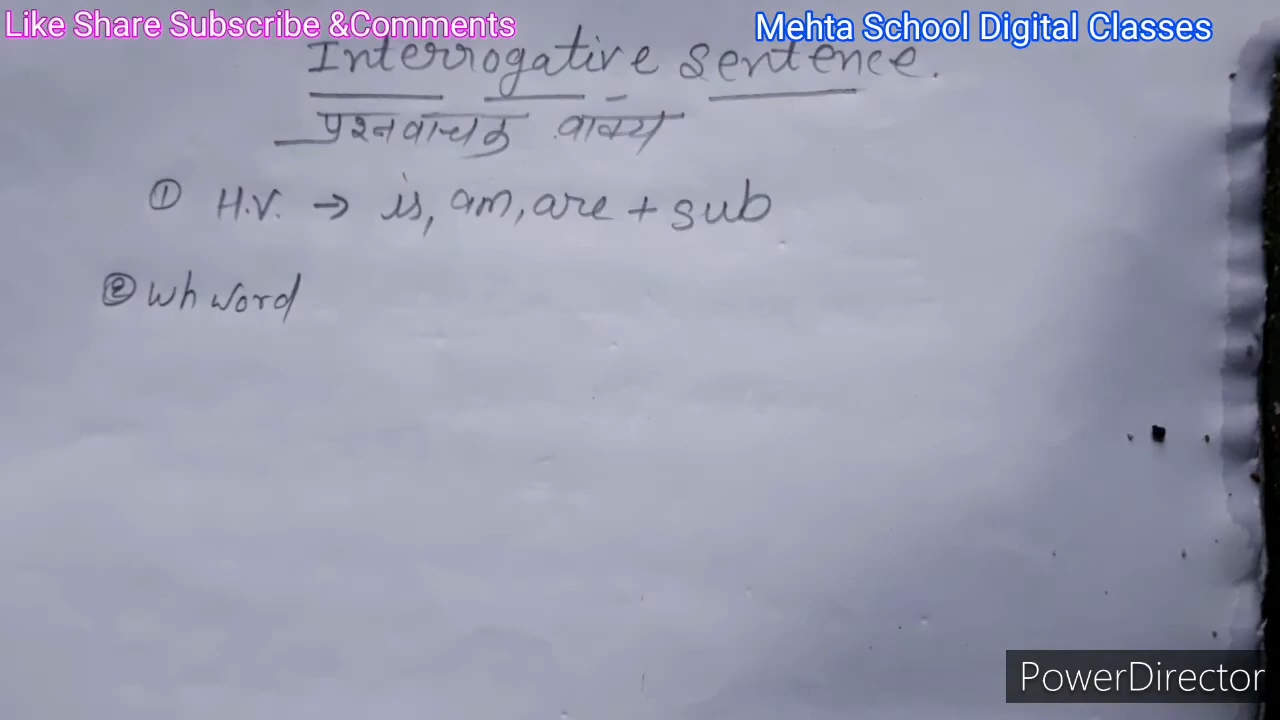 Like Share Subscribe &Comments
Mehta School Digital Classes
Interrogative sentence.
प्रश्नवाचक वाक्य
① H.V. → is, am, are + sub
② Wh word
PowerDirector